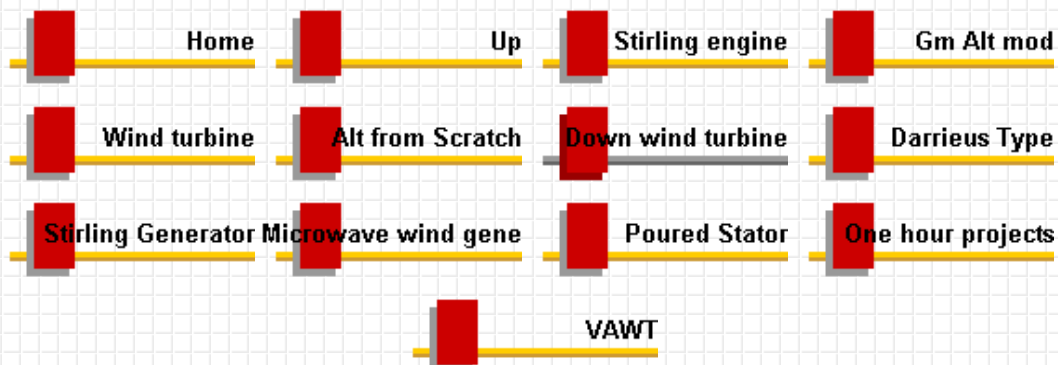 Home
Up
Stirling engine
Gm Alt mod
Wind turbine
Alt from Scratch
Down wind turbine
Darrieus Type
Stirling Generator
Microwave wind gene
Poured Stator
One hour projects
VAWT